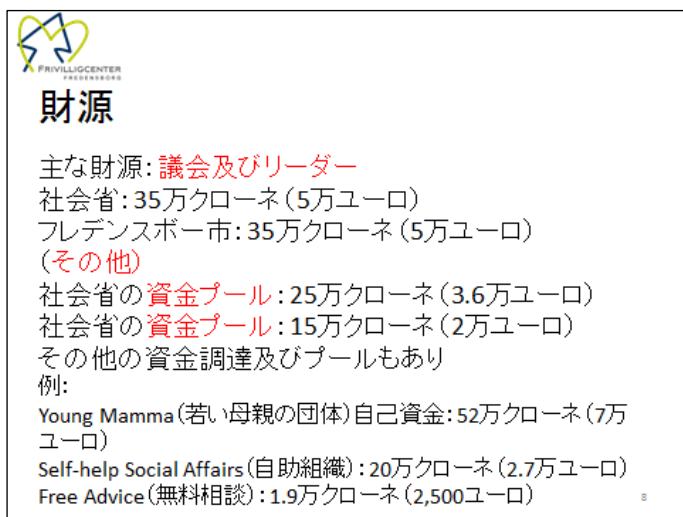 FRIVILLIGCENTER
FREDENSBORG
財源
主な財源：議会及びリーダー
社会省：35万クローネ（5万ユーロ）
フレデンスボー市：35万クローネ（5万ユーロ）
（その他）
社会省の資金プール：25万クローネ（3.6万ユーロ）
社会省の資金プール：15万クローネ（2万ユーロ）
その他の資金調達及びプールもあり
例：
Young Mamma（若い母親の団体）自己資金：52万クローネ（7万
ユーロ）
Self-help Social Affairs（自助組織）：20万クローネ（2.7万ユーロ）
Free Advice（無料相談）：1.9万クローネ（2,500ユーロ）
8